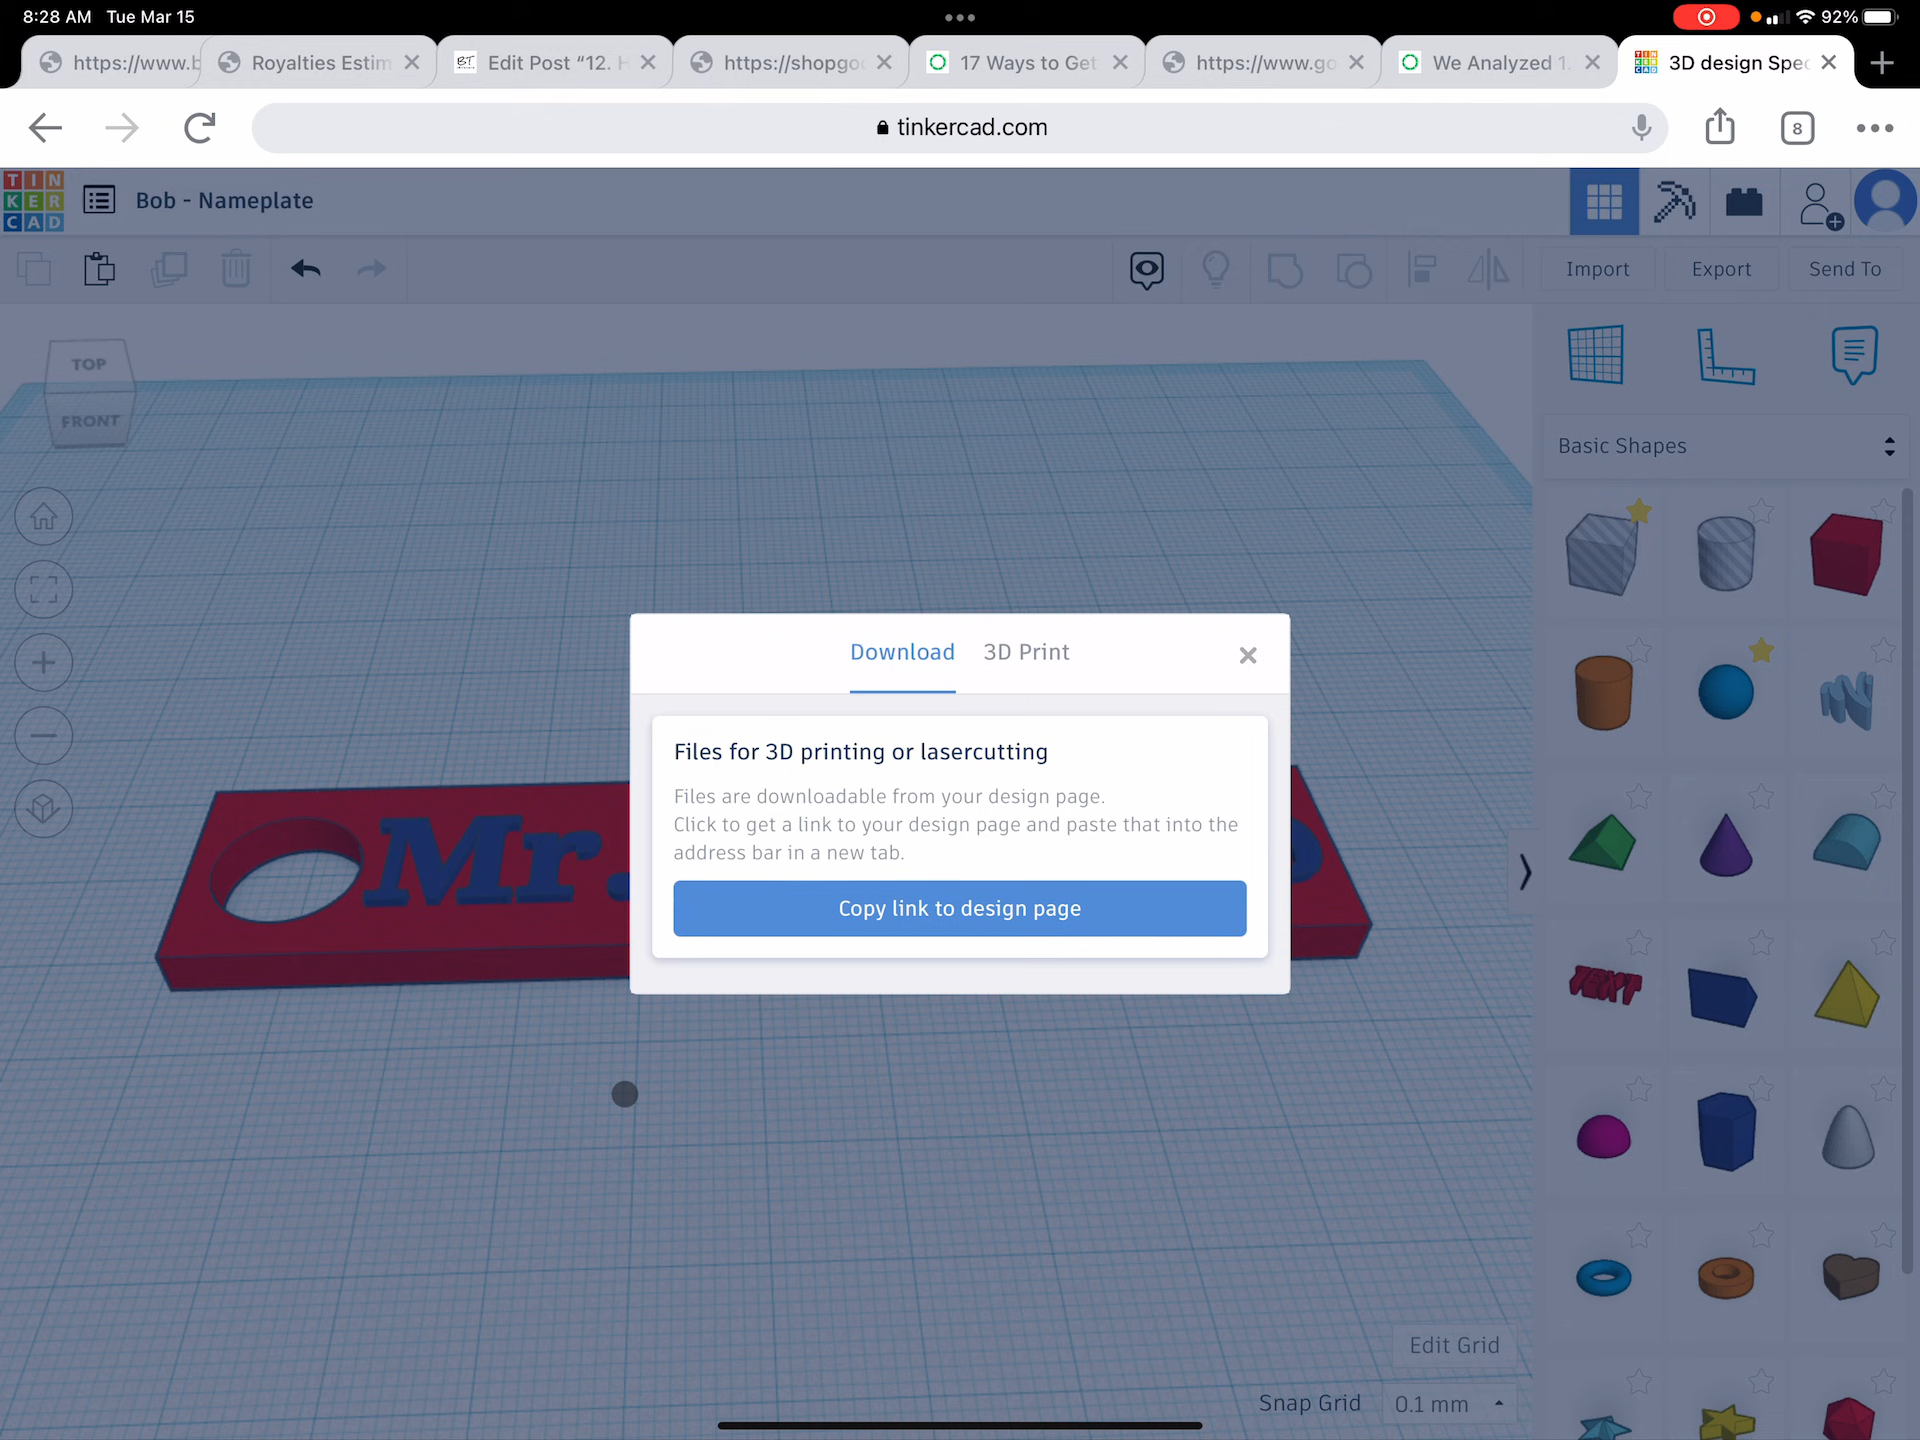 8:28 AM Tue Mar 15
92%
https://www.b
Royalties Estim
BT Edit Post “12. H
https://shopgo
17 Ways to Get
https://www.go
We Analyzed 1.
3D design Spec
tinkercad.com
8
TIN
KER
CAD
Bob - Nameplate
Import
Export
Send To
TOP
FRONT
Basic Shapes
Download
3D Print
Files for 3D printing or lasercutting
Files are downloadable from your design page.
Click to get a link to your design page and paste that into the
address bar in a new tab.
Copy link to design page
Mr.
TEXT
Edit Grid
Snap Grid
0.1 mm